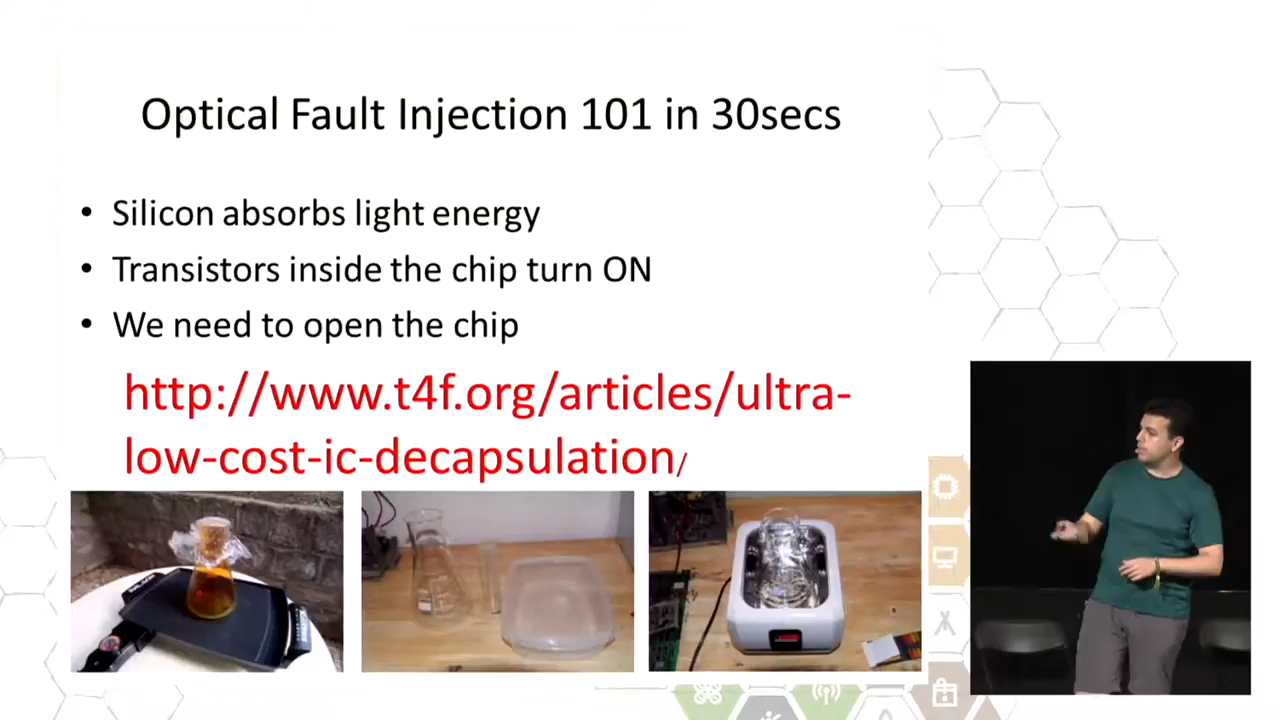 Optical Fault Injection 101 in 30secs
• Silicon absorbs light energy
• Transistors inside the chip turn ON
• We need to open the chip
http://www.t4f.org/articles/ultra-
low-cost-ic-decapsulation/